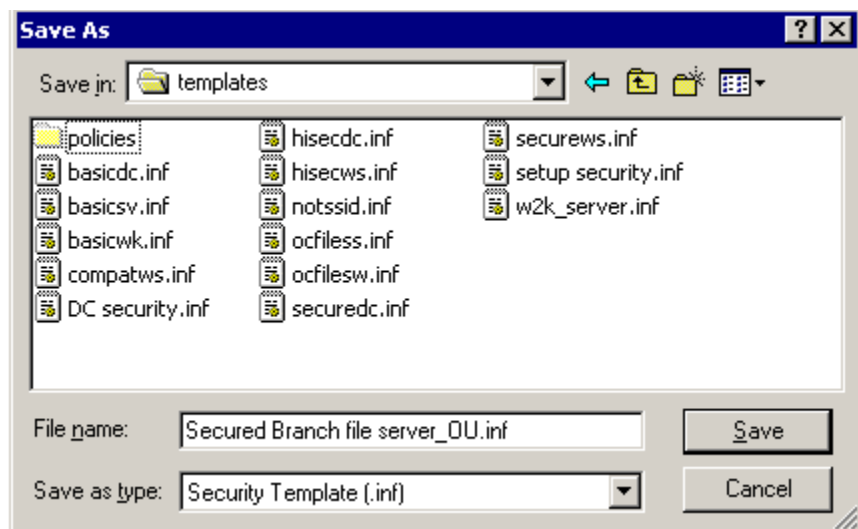 Save As
Save in: templates
policies
basicdc.inf
basicsv.inf
basicwk.inf
compatws.inf
DC security.inf
hisecdc.inf
hisecws.inf
notssid.inf
ocfiless.inf
ocfilesw.inf
securedc.inf
securews.inf
setup security.inf
w2k_server.inf
File name: Secured Branch file server_OU.inf
Save
Save as type: Security Template (.inf)
Cancel